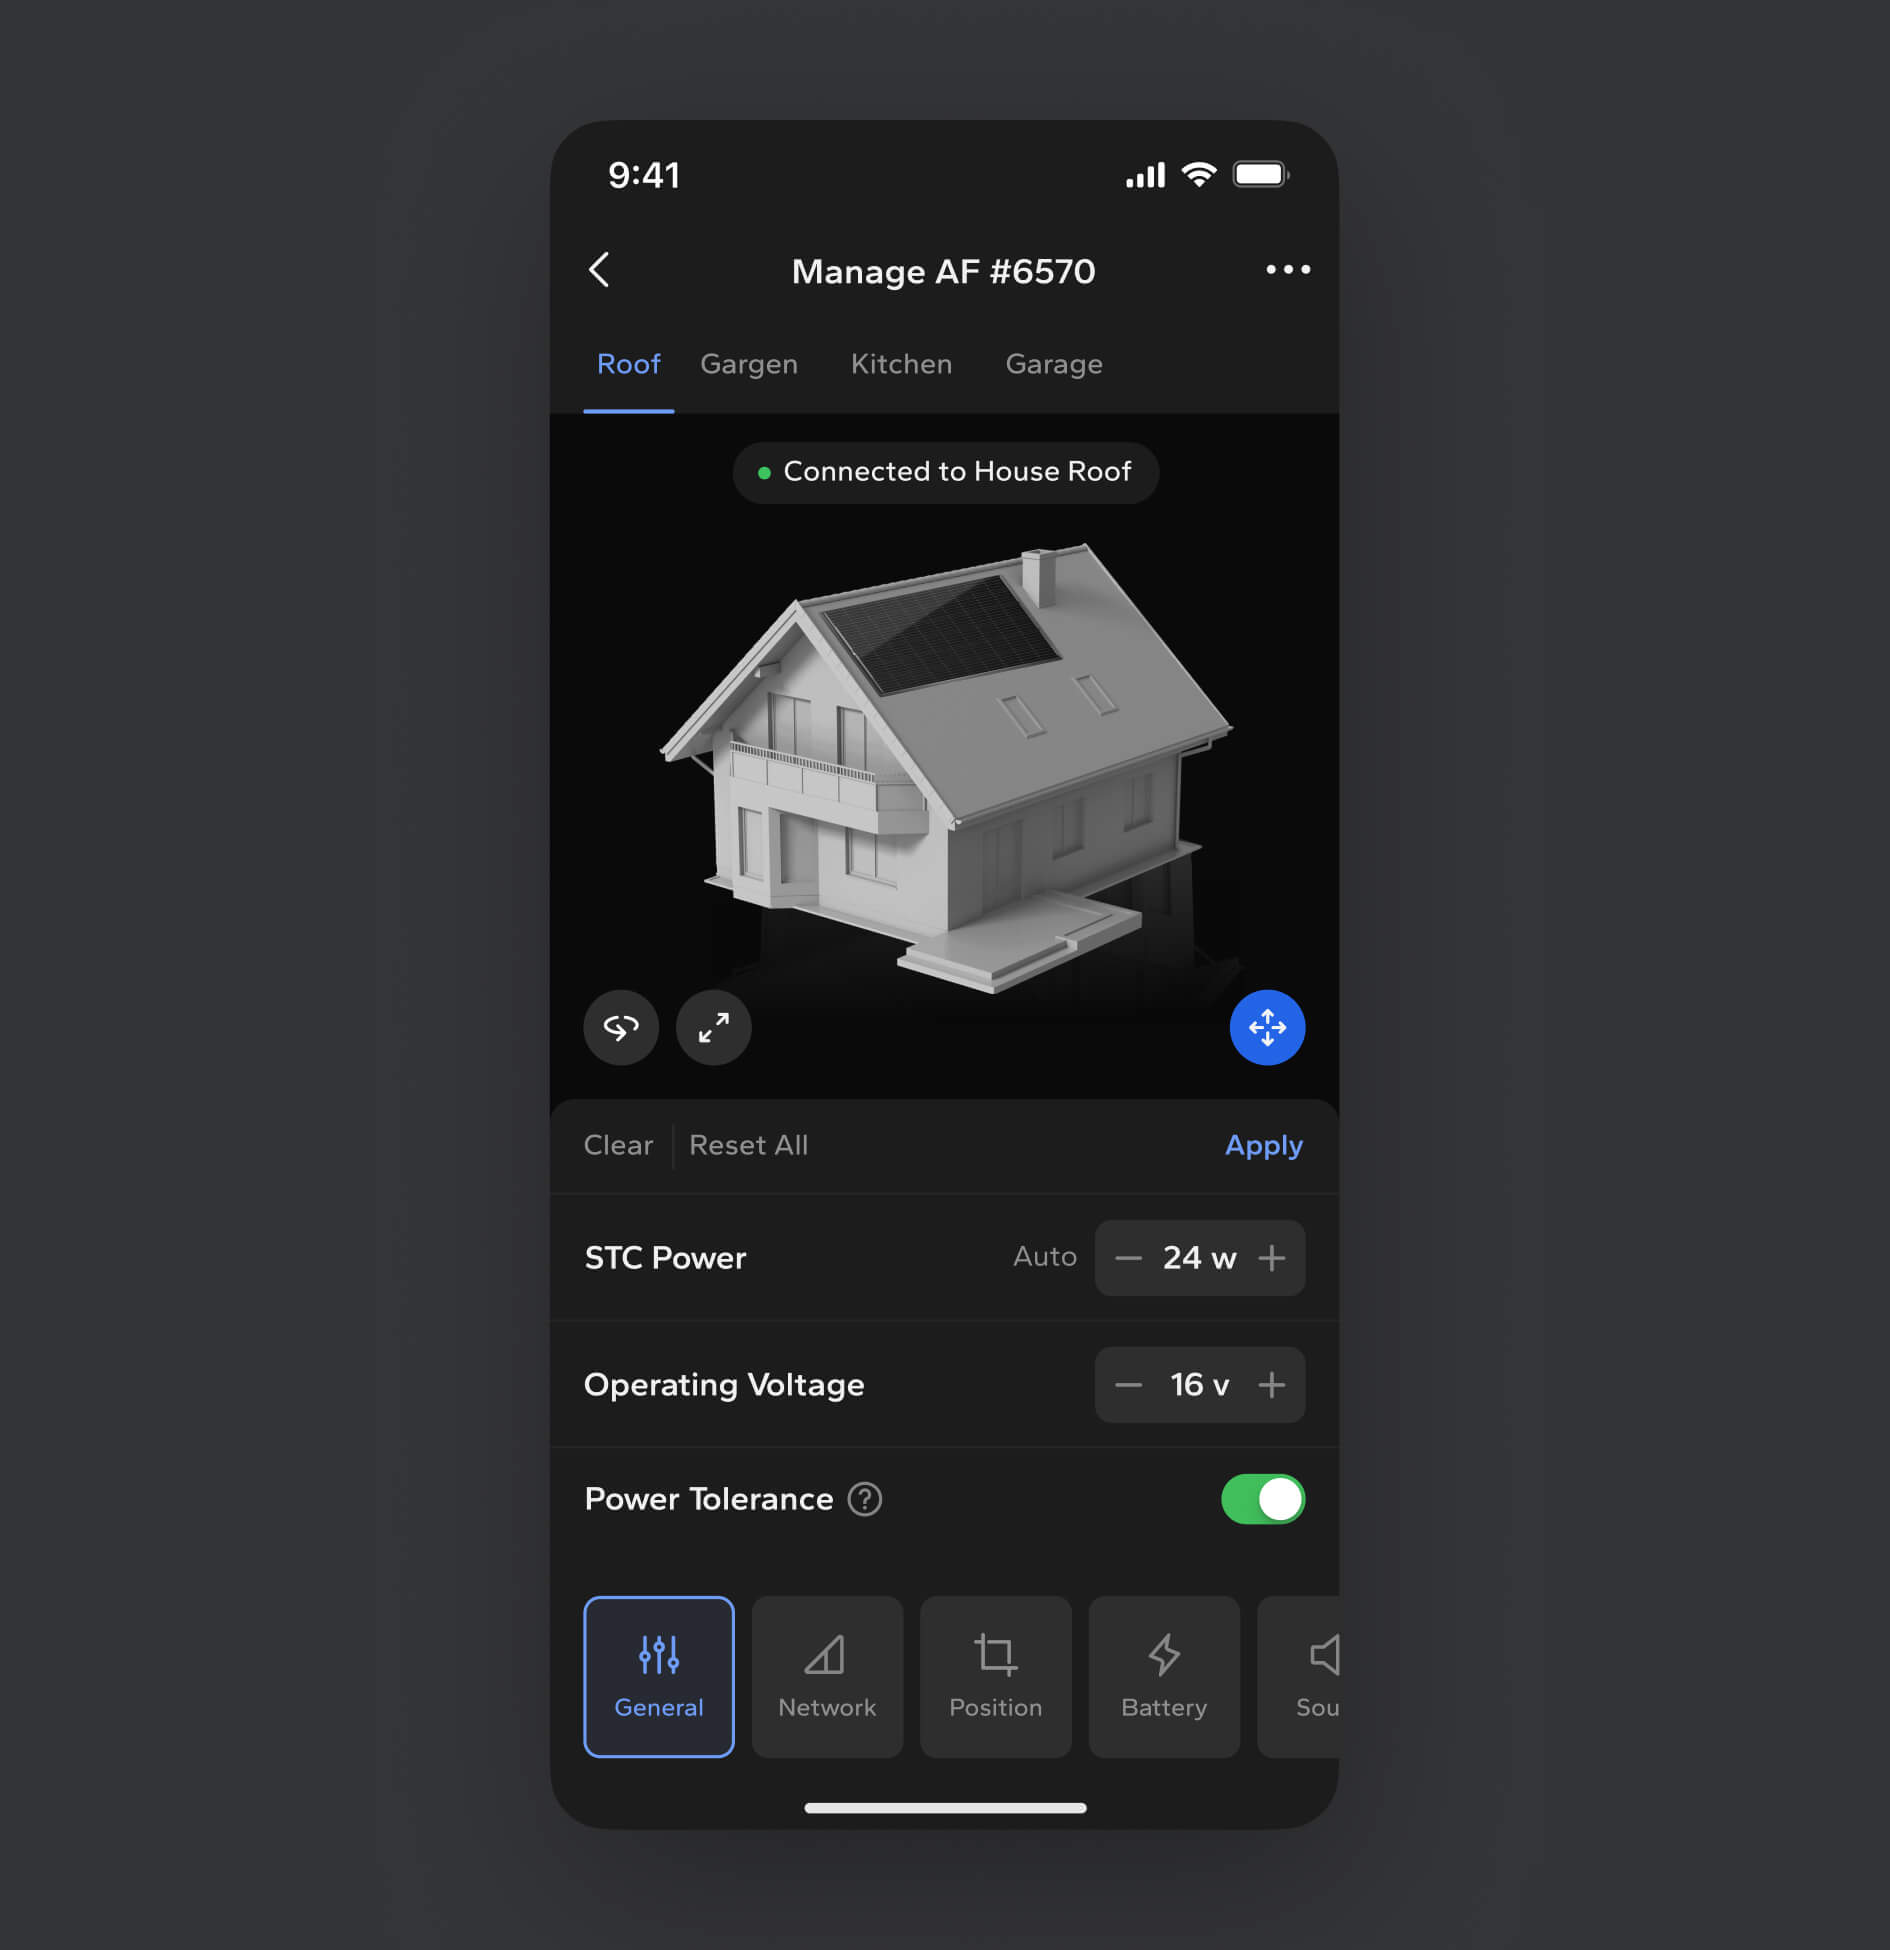 9:41
Manage AF #6570
Roof Gargen Kitchen Garage
Connected to House Roof
Clear Reset All Apply
STC Power Auto 24 w
Operating Voltage 16 v
Power Tolerance ?
General Network Position Battery Sou